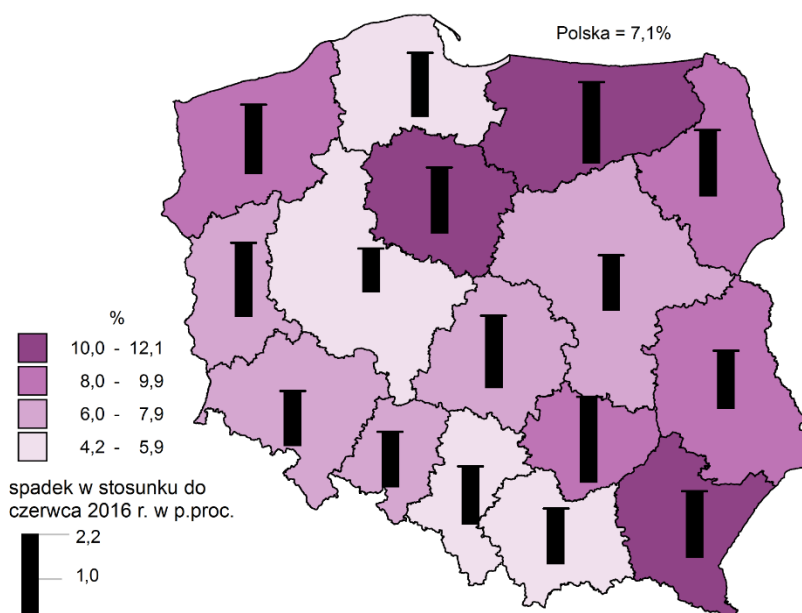 Polska = 7,1%
%
10,0 - 12,1
8,0 - 9,9
6,0 - 7,9
4,2 - 5,9
spadek w stosunku do
czerwca 2016 r. w p.proc.
2,2
1,0